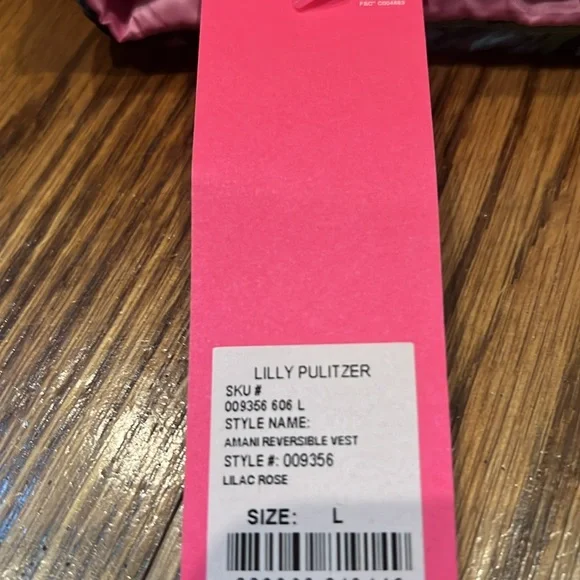 LILLY PULITZER
SKU #
009356 606 L
STYLE NAME:
AMANI REVERSIBLE VEST
STYLE #: 009356
LILAC ROSE
SIZE: L